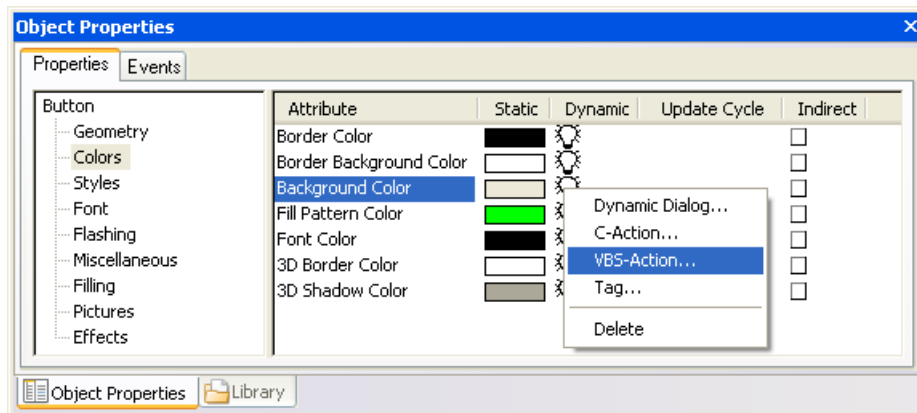 Object Properties
Properties Events
Button
Geometry
Colors
Styles
Font
Flashing
Miscellaneous
Filling
Pictures
Effects
Attribute Static Dynamic Update Cycle Indirect
Border Color
Border Background Color
Background Color
Fill Pattern Color
Font Color
3D Border Color
3D Shadow Color
Dynamic Dialog...
C-Action...
VBS-Action...
Tag...
Delete
Object Properties Library